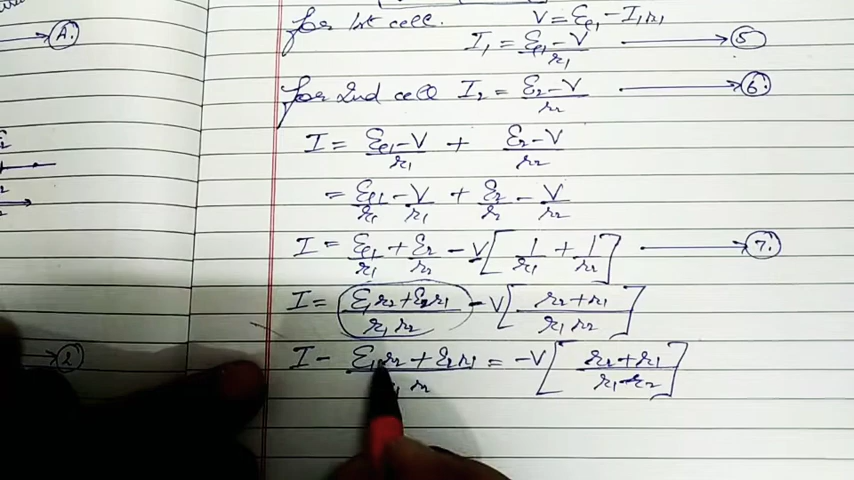 A.
for 1st cell. V = ε1 - I1r1
I1 = ε1 - V / r1 → 5
for 2nd cell I2 = ε2 - V / r2 → 6.
I = ε1 - V / r1 + ε2 - V / r2
= ε1 / r1 - V / r1 + ε2 / r - V / r2
I = ε1 / r1 + ε2 / r2 - V [ 1 / r1 + 1 / r2 ] → 7.
I = ε1r2 + ε2r1 / r1r2 - V [ r2 + r1 / r1r2 ]
I - ε1r2 + ε2r1 / r = -V [ r2 + r1 / r1 r2 ]